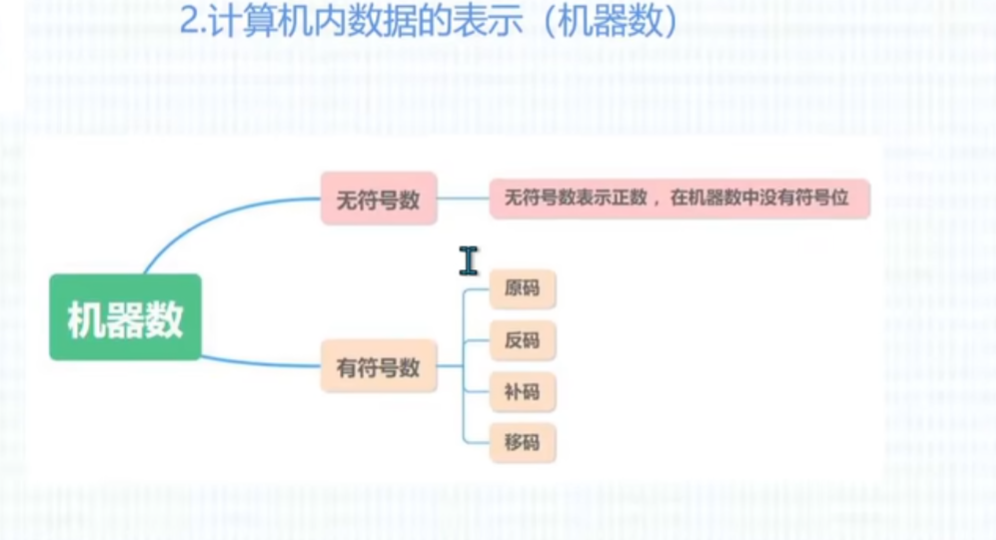 2.计算机内数据的表示（机器数）
无符号数
无符号数表示正数，在机器数中没有符号位
机器数
原码
反码
有符号数
补码
移码